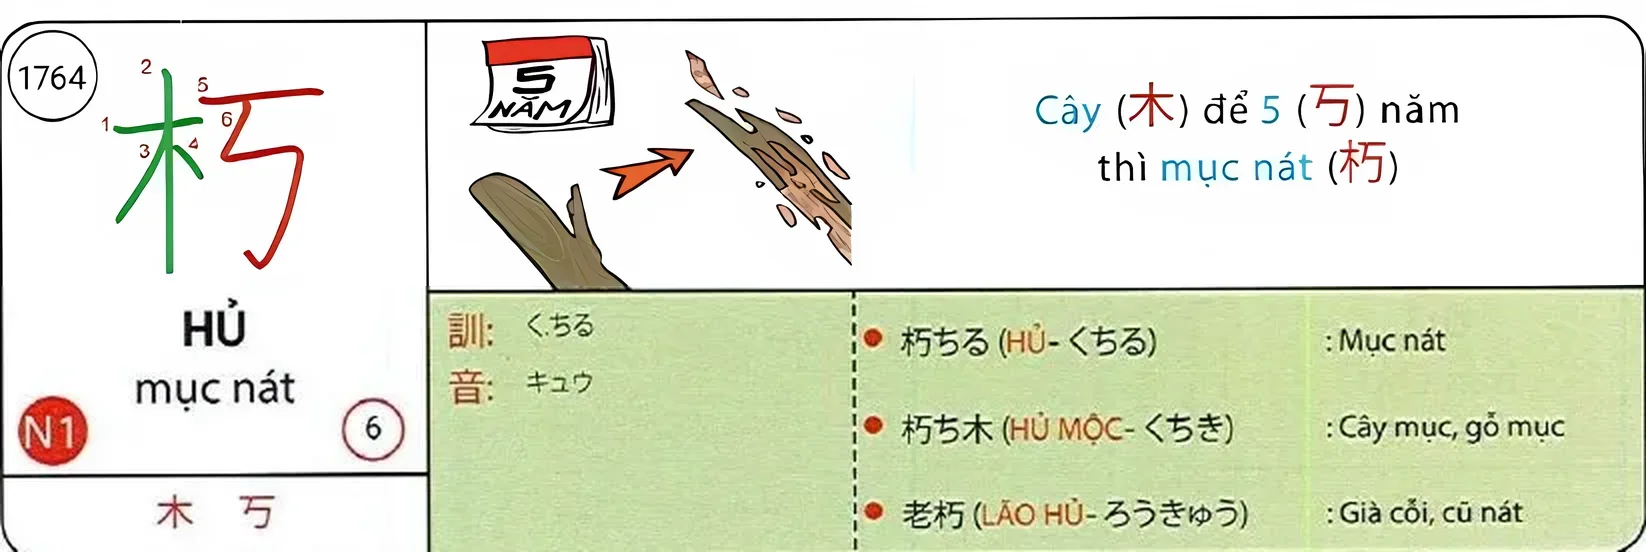 1764
1 2 3 4 5 6
朽
HỦ
mục nát
N1
6
木 丂
5
NĂM
Cây (木) để 5 (丂) năm
thì mục nát (朽)
訓: く.ちる
音: キュウ
朽ちる (HỦ- くちる) : Mục nát
朽ち木 (HỦ MỘC- くちき) : Cây mục, gỗ mục
老朽 (LÃO HỦ- ろうきゅう) : Già cỗi, cũ nát